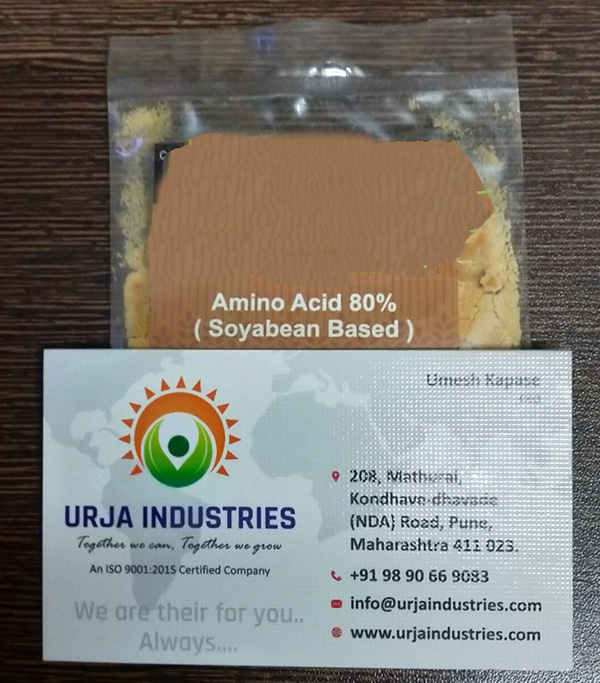 Amino Acid 80%
( Soyabean Based )
Umesh Kapase
CEO
URJA INDUSTRIES
Together we can, Together we grow
An ISO 9001:2015 Certified Company
We are their for you..
Always....
208, Mathurai,
Kondhave-dhavade
(NDA) Road, Pune,
Maharashtra 411 023.
+91 98 90 66 9083
info@urjaindustries.com
www.urjaindustries.com